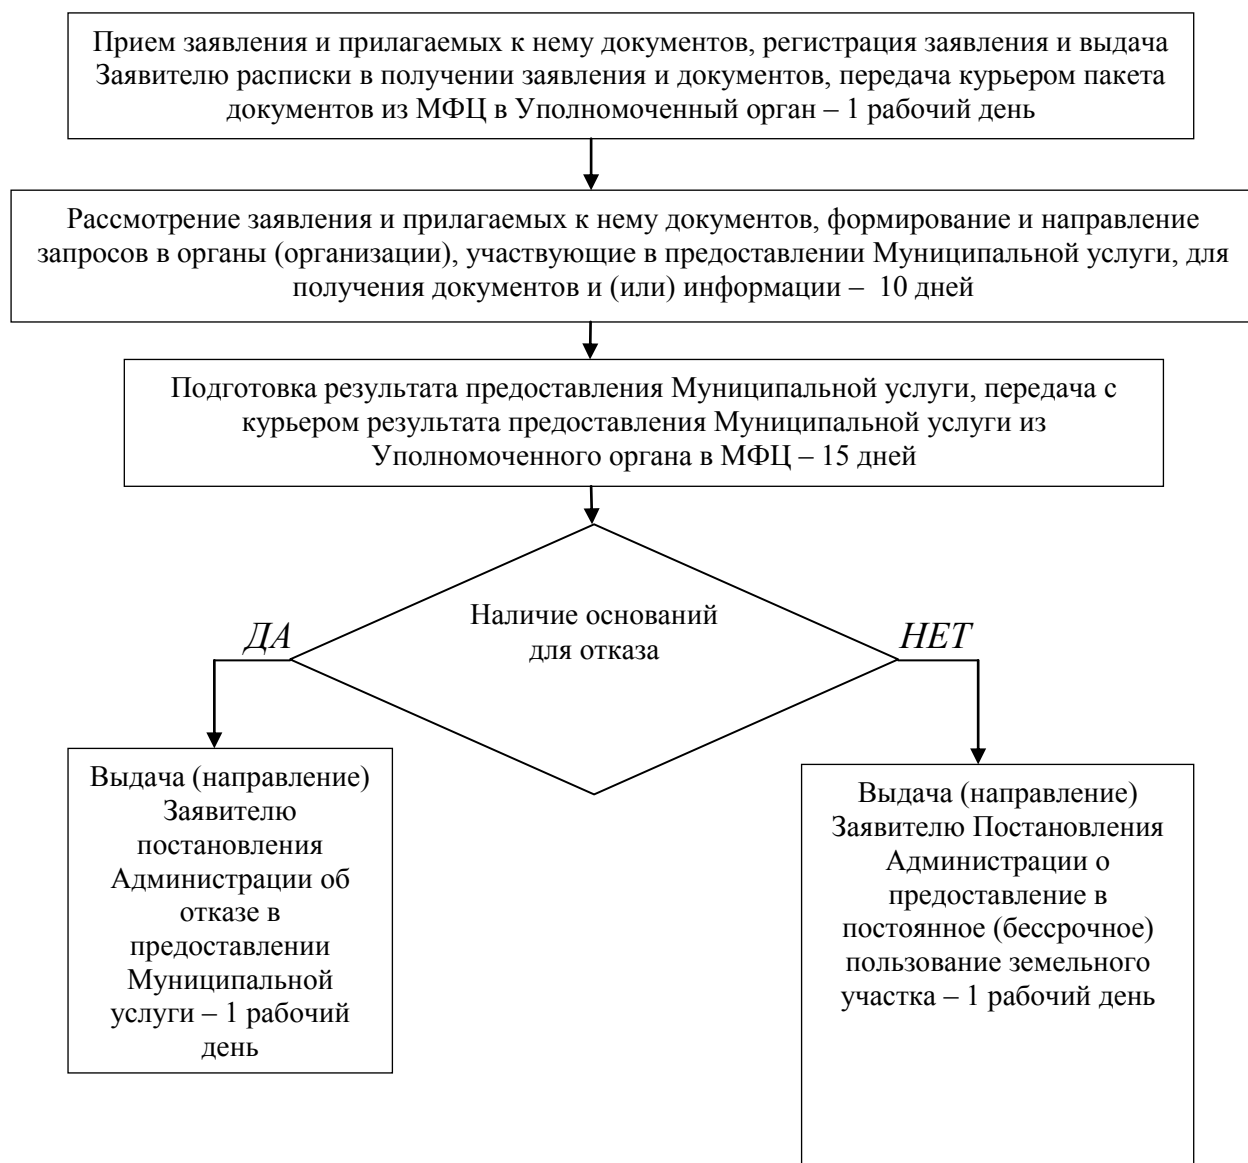 Прием заявления и прилагаемых к нему документов, регистрация заявления и выдача
Заявителю расписки в получении заявления и документов, передача курьером пакета
документов из МФЦ в Уполномоченный орган – 1 рабочий день
Рассмотрение заявления и прилагаемых к нему документов, формирование и направление
запросов в органы (организации), участвующие в предоставлении Муниципальной услуги, для
получения документов и (или) информации – 10 дней
Подготовка результата предоставления Муниципальной услуги, передача с
курьером результата предоставления Муниципальной услуги из
Уполномоченного органа в МФЦ – 15 дней
Наличие оснований
для отказа
ДА
НЕТ
Выдача (направление)
Заявителю
постановления
Администрации об
отказе в
предоставлении
Муниципальной
услуги – 1 рабочий
день
Выдача (направление)
Заявителю Постановления
Администрации о
предоставление в
постоянное (бессрочное)
пользование земельного
участка – 1 рабочий день